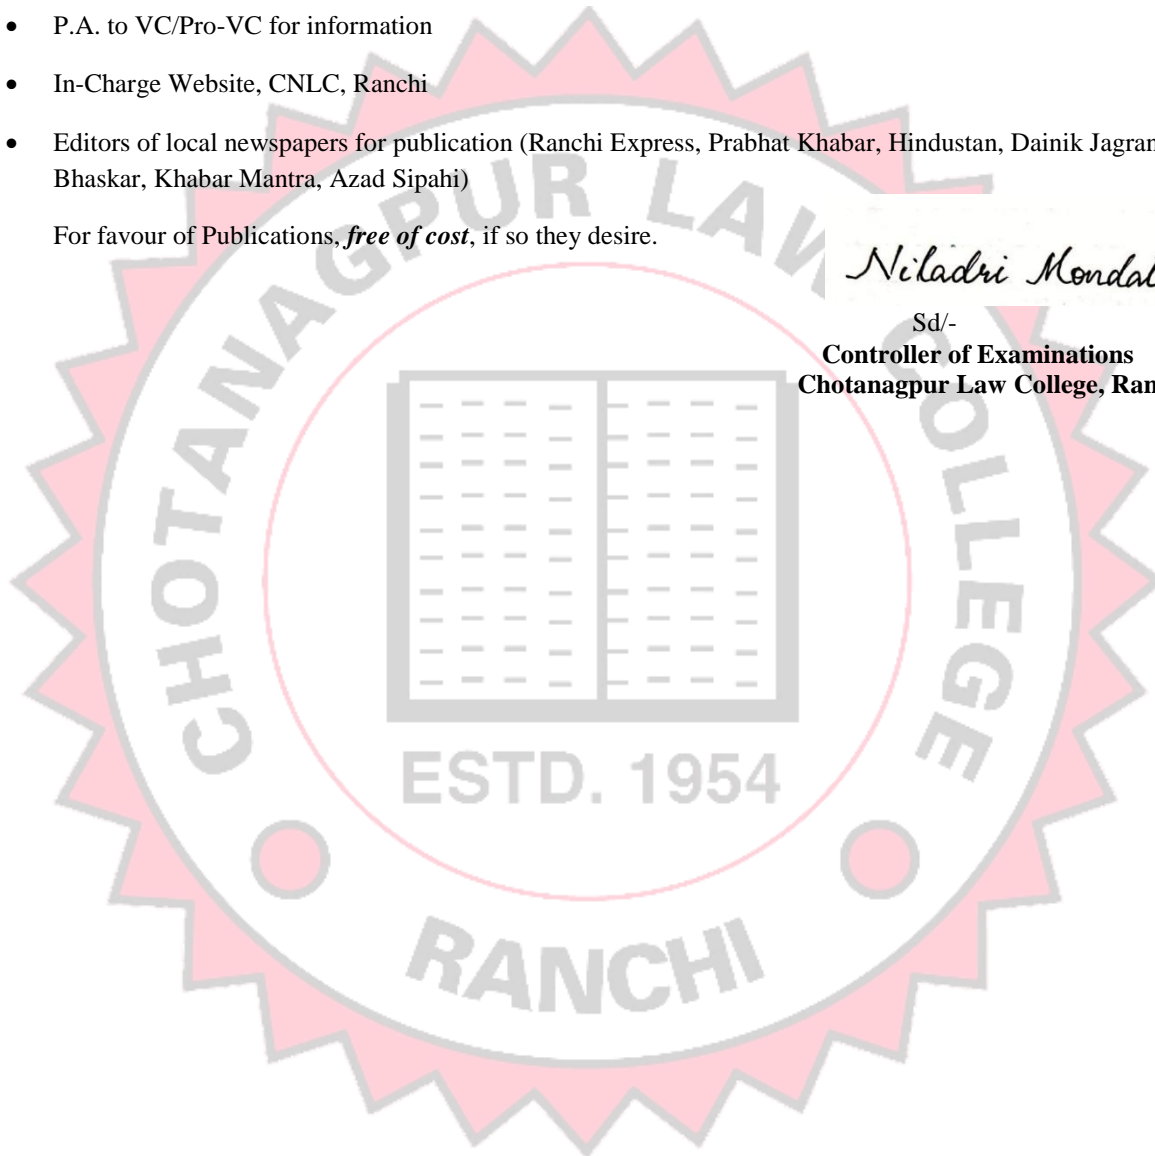 • P.A. to VC/Pro-VC for information
• In-Charge Website, CNLC, Ranchi
• Editors of local newspapers for publication (Ranchi Express, Prabhat Khabar, Hindustan, Dainik Jagran
Bhaskar, Khabar Mantra, Azad Sipahi)
For favour of Publications, free of cost, if so they desire.
Niladri Mondal
Sd/-
Controller of Examinations
Chotanagpur Law College, Ran
CHOTANAGPUR LAW COLLEGE
ESTD. 1954
RANCHI